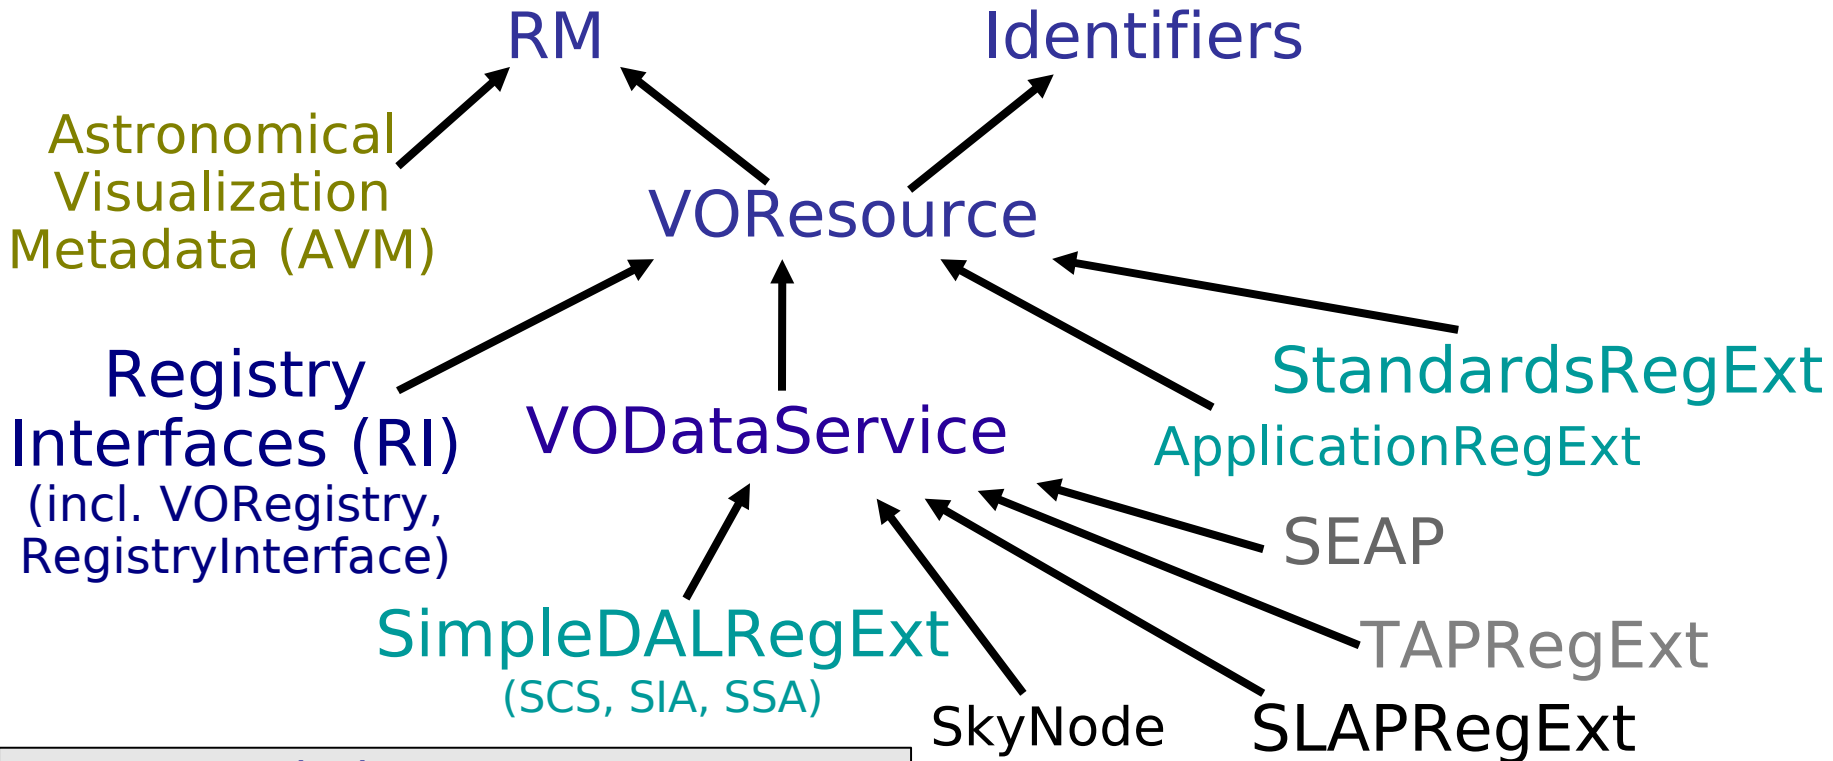 RM
Identifiers
Astronomical
Visualization
Metadata (AVM)
VOResource
Registry
Interfaces (RI)
(incl. VORegistry,
RegistryInterface)
VODataService
StandardsRegExt
ApplicationRegExt
SEAP
SimpleDALRegExt
(SCS, SIA, SSA)
TAPRegExt
SkyNode
SLAPRegExt